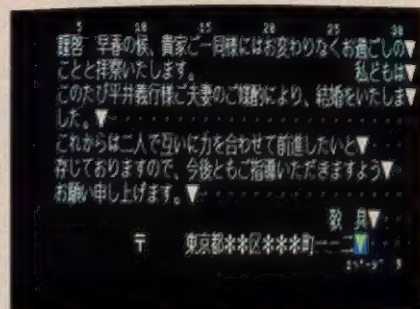 5 10 15 20 25 30
謹啓 早春の候、貴家ご一同様にはお変わりなくお過ごしの▼
ことと拝察いたします。 私どもは▼
このたび平井義行様ご夫妻のご媒酌により、結婚をいたしま▼
した。▼
これからは二人で互いに力を合わせて前進したいと▼
存じておりますので、今後ともご指導いただきますよう▼
お願い申し上げます。▼
敬 具▼
〒 東京都**区***町一一二▼